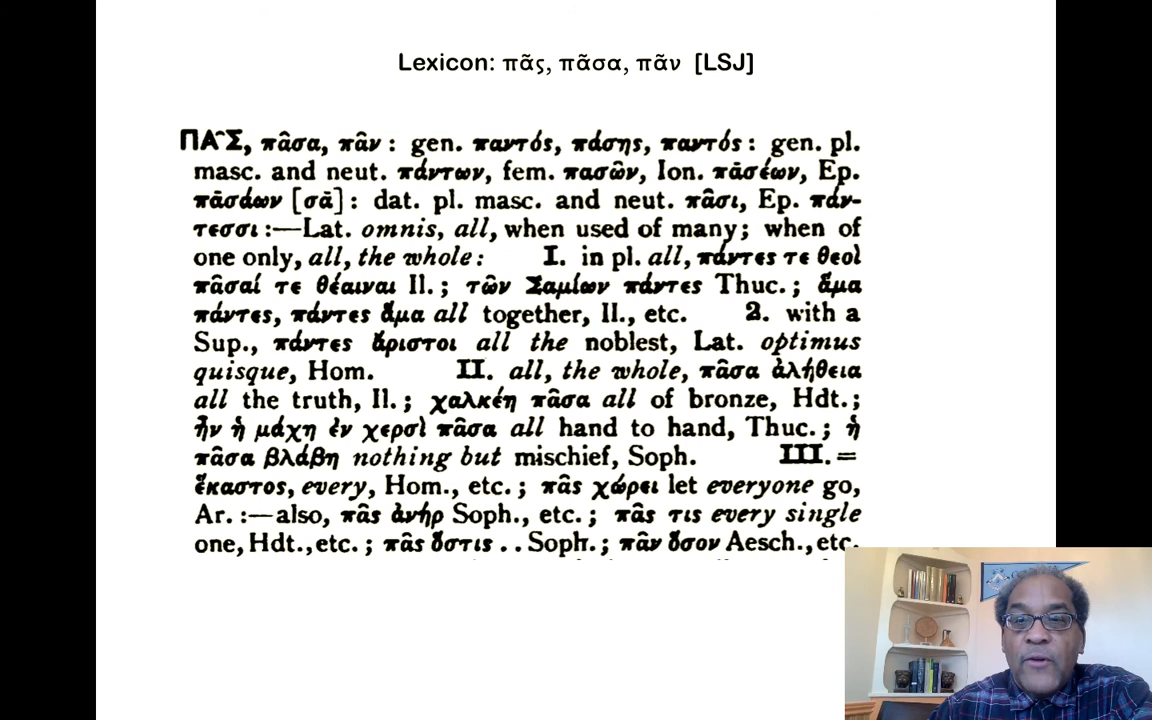 Lexicon: πᾶς, πᾶσα, πᾶν [LSJ]
ΠΑ͂Σ, πᾶσα, πᾶν : gen. παντός, πάσης, παντός : gen. pl.
masc. and neut. πάντων, fem. πασῶν, Ion. πᾱσέων, Ep.
πᾱσάων [σᾱ] : dat. pl. masc. and neut. πᾶσι, Ep. πάν-
τεσσι :—Lat. omnis, all, when used of many; when of
one only, all, the whole : I. in pl. all, πάντες τε θεοὶ
πᾶσαί τε θέαιναι Il. ; τῶν Σαμίων πάντες Thuc. ; ἅμα
πάντες, πάντες ἅμα all together, Il., etc. 2. with a
Sup., πάντες ἄριστοι all the noblest, Lat. optimus
quisque, Hom. II. all, the whole, πᾶσα ἀλήθεια
all the truth, Il. ; χαλκέη πᾶσα all of bronze, Hdt. ;
ἦν ἡ μάχη ἐν χερσὶ πᾶσα all hand to hand, Thuc. ; ἡ
πᾶσα βλάβη nothing but mischief, Soph. III. =
ἕκαστος, every, Hom., etc. ; πᾶς χώρει let everyone go,
Ar. :—also, πᾶς ἀνήρ Soph., etc. ; πᾶς τις every single
one, Hdt., etc. ; πᾶς ὅστις . . Soph. ; πᾶν ὅσον Aesch., etc.